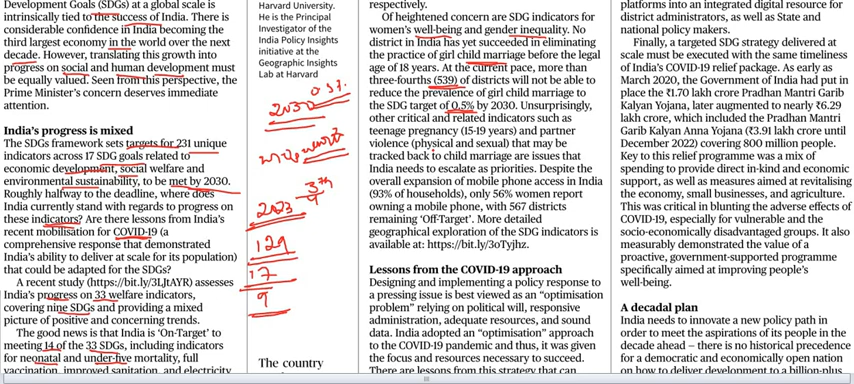 Development Goals (SDGs) at a global scale is
intrinsically tied to the success of India. There is
considerable confidence in India becoming the
third largest economy in the world over the next
decade. However, translating this growth into
progress on social and human development must
be equally valued. Seen from this perspective, the
Prime Minister's concern deserves immediate
attention.
India's progress is mixed
The SDGs framework sets targets for 231 unique
indicators across 17 SDG goals related to
economic development, social welfare and
environmental sustainability, to be met by 2030.
Roughly halfway to the deadline, where does
India currently stand with regards to progress on
these indicators? Are there lessons from India's
recent mobilisation for COVID-19 (a
comprehensive response that demonstrated
India's ability to deliver at scale for its population)
that could be adapted for the SDGs?
A recent study (https://bit.ly/3LJtAYR) assesses
India's progress on 33 welfare indicators,
covering nine SDGs and providing a mixed
picture of positive and concerning trends.
The good news is that India is 'On-Target' to
meeting 14 of the 33 SDGs, including indicators
for neonatal and under-five mortality, full
vaccination, improved sanitation, and electricity
Harvard University.
He is the Principal
Investigator of the
India Policy Insights
initiative at the
Geographic Insights
Lab at Harvard
2030
2023
129
17
9
The country
respectively.
Of heightened concern are SDG indicators for
women's well-being and gender inequality. No
district in India has yet succeeded in eliminating
the practice of girl child marriage before the legal
age of 18 years. At the current pace, more than
three-fourths (539) of districts will not be able to
reduce the prevalence of girl child marriage to
the SDG target of 0.5% by 2030. Unsurprisingly,
other critical and related indicators such as
teenage pregnancy (15-19 years) and partner
violence (physical and sexual) that may be
tracked back to child marriage are issues that
India needs to escalate as priorities. Despite the
overall expansion of mobile phone access in India
(93% of households), only 56% women report
owning a mobile phone, with 567 districts
remaining 'Off-Target'. More detailed
geographical exploration of the SDG indicators is
available at: https://bit.ly/3oTyjhz.
Lessons from the COVID-19 approach
Designing and implementing a policy response to
a pressing issue is best viewed as an "optimisation
problem" relying on political will, responsive
administration, adequate resources, and sound
data. India adopted an "optimisation" approach
to the COVID-19 pandemic and thus, it was given
the focus and resources necessary to succeed.
There are lessons from this strategy that can
platforms into an integrated digital resource for
district administrators, as well as State and
national policy makers.
Finally, a targeted SDG strategy delivered at
scale must be executed with the same timeliness
of India's COVID-19 relief package. As early as
March 2020, the Government of India had put in
place the ₹1.70 lakh crore Pradhan Mantri Garib
Kalyan Yojana, later augmented to nearly ₹6.29
lakh crore, which included the Pradhan Mantri
Garib Kalyan Anna Yojana (₹3.91 lakh crore until
December 2022) covering 800 million people.
Key to this relief programme was a mix of
spending to provide direct in-kind and economic
support, as well as measures aimed at revitalising
the economy, small businesses, and agriculture.
This was critical in blunting the adverse effects of
COVID-19, especially for vulnerable and the
socio-economically disadvantaged groups. It also
measurably demonstrated the value of a
proactive, government-supported programme
specifically aimed at improving people's
well-being.
A decadal plan
India needs to innovate a new policy path in
order to meet the aspirations of its people in the
decade ahead — there is no historical precedence
for a democratic and economically open nation
on how to deliver development to a billion-plus